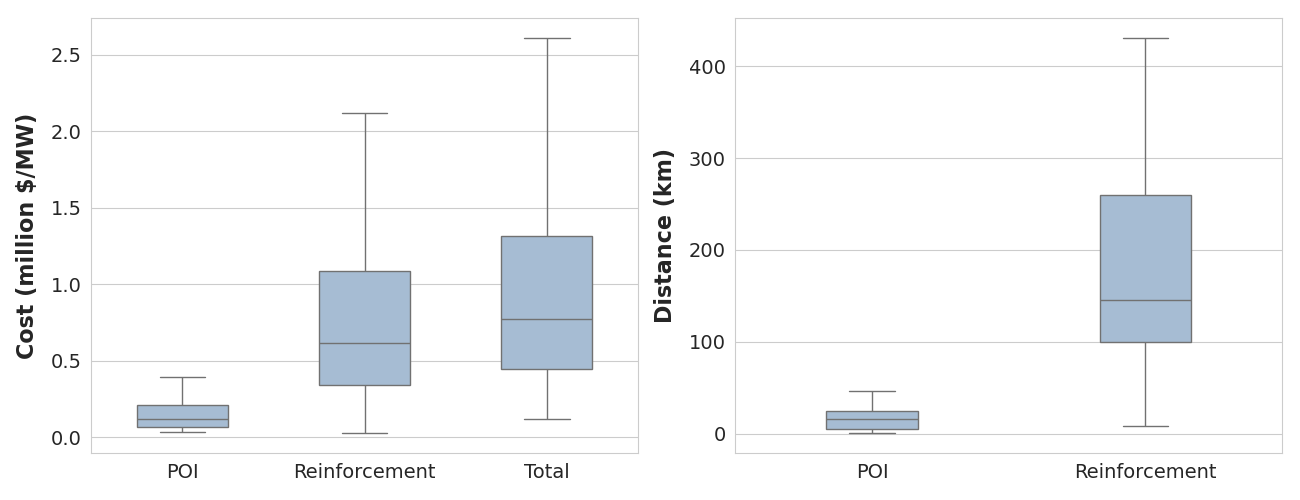 Cost (million $/MW)
2.5
2.0
1.5
1.0
0.5
0.0
POI
Reinforcement
Total
Distance (km)
400
300
200
100
0
POI
Reinforcement